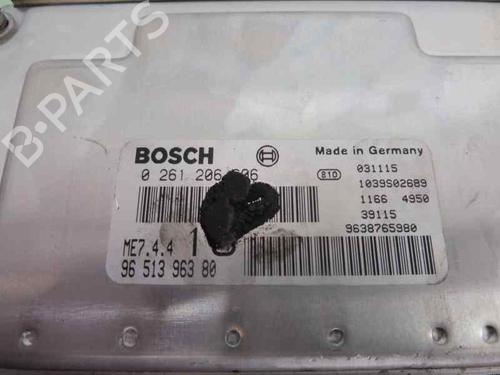 B-PARTS
BOSCH
Made in Germany
0 261 206
810
031115
1039S02689
1166 4950
39115
9638765980
ME7.4.4
96 513 963 80